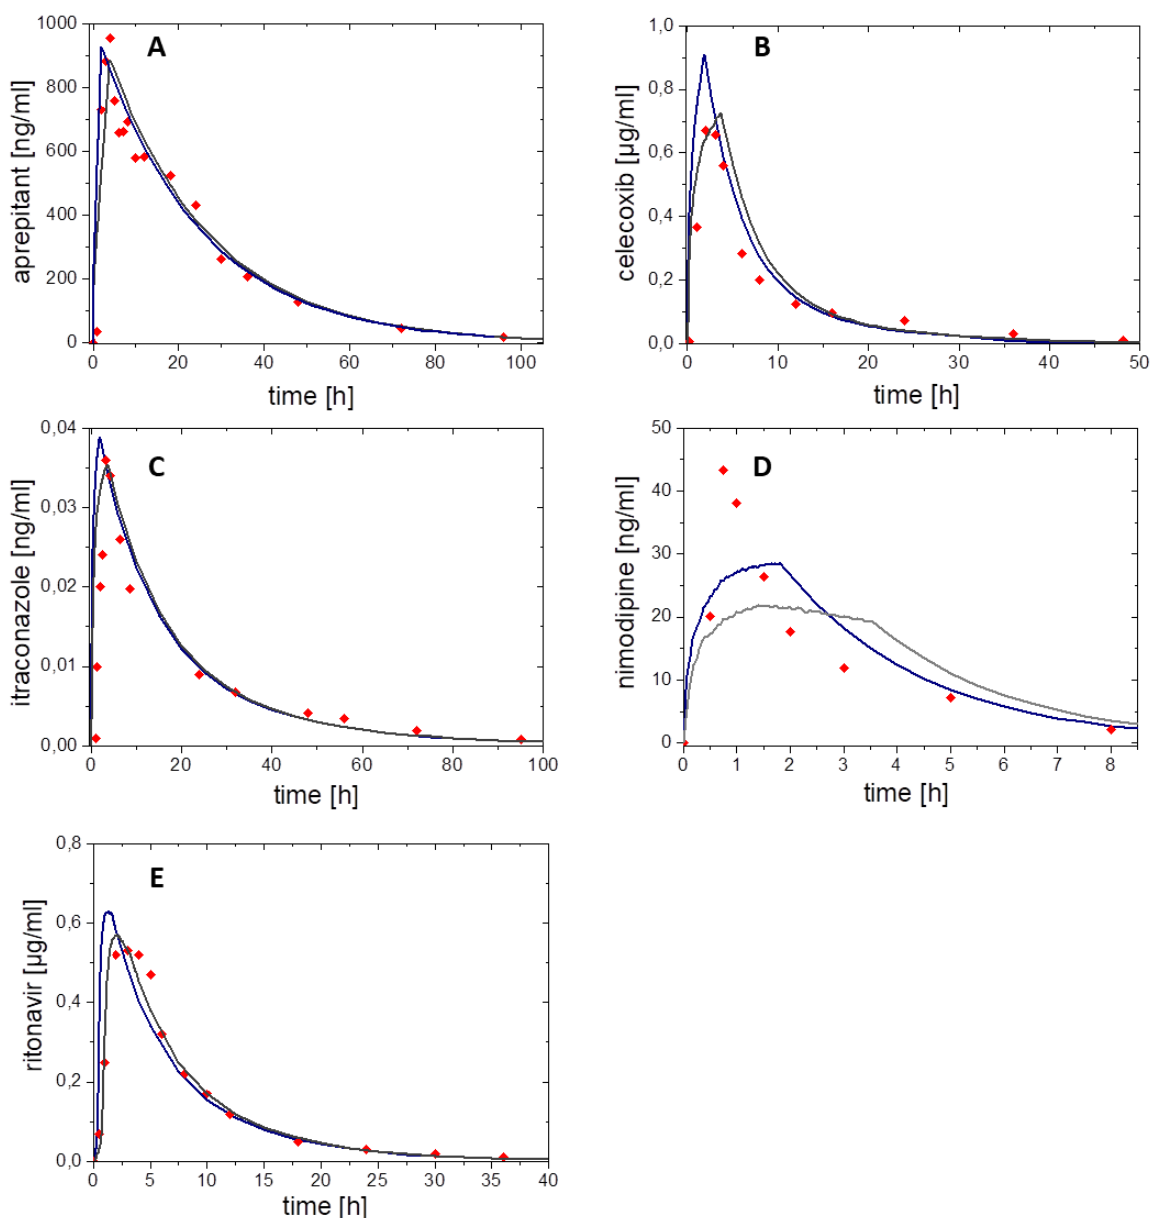 A
aprepitant [ng/ml]
1000
800
600
400
200
0
0 20 40 60 80 100
time [h]
B
celecoxib [µg/ml]
1,0
0,8
0,6
0,4
0,2
0,0
0 10 20 30 40 50
time [h]
C
itraconazole [ng/ml]
0,04
0,03
0,02
0,01
0,00
0 20 40 60 80 100
time [h]
D
nimodipine [ng/ml]
50
40
30
20
10
0
0 1 2 3 4 5 6 7 8
time [h]
E
ritonavir [µg/ml]
0,8
0,6
0,4
0,2
0,0
0 5 10 15 20 25 30 35 40
time [h]